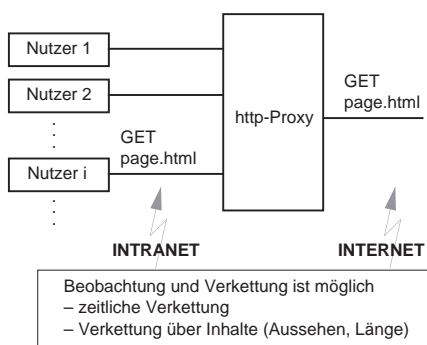 Nutzer 1
Nutzer 2
.
.
.
Nutzer i
.
.
.
GET
page.html
http-Proxy
GET
page.html
INTRANET
INTERNET
Beobachtung und Verkettung ist möglich
– zeitliche Verkettung
– Verkettung über Inhalte (Aussehen, Länge)